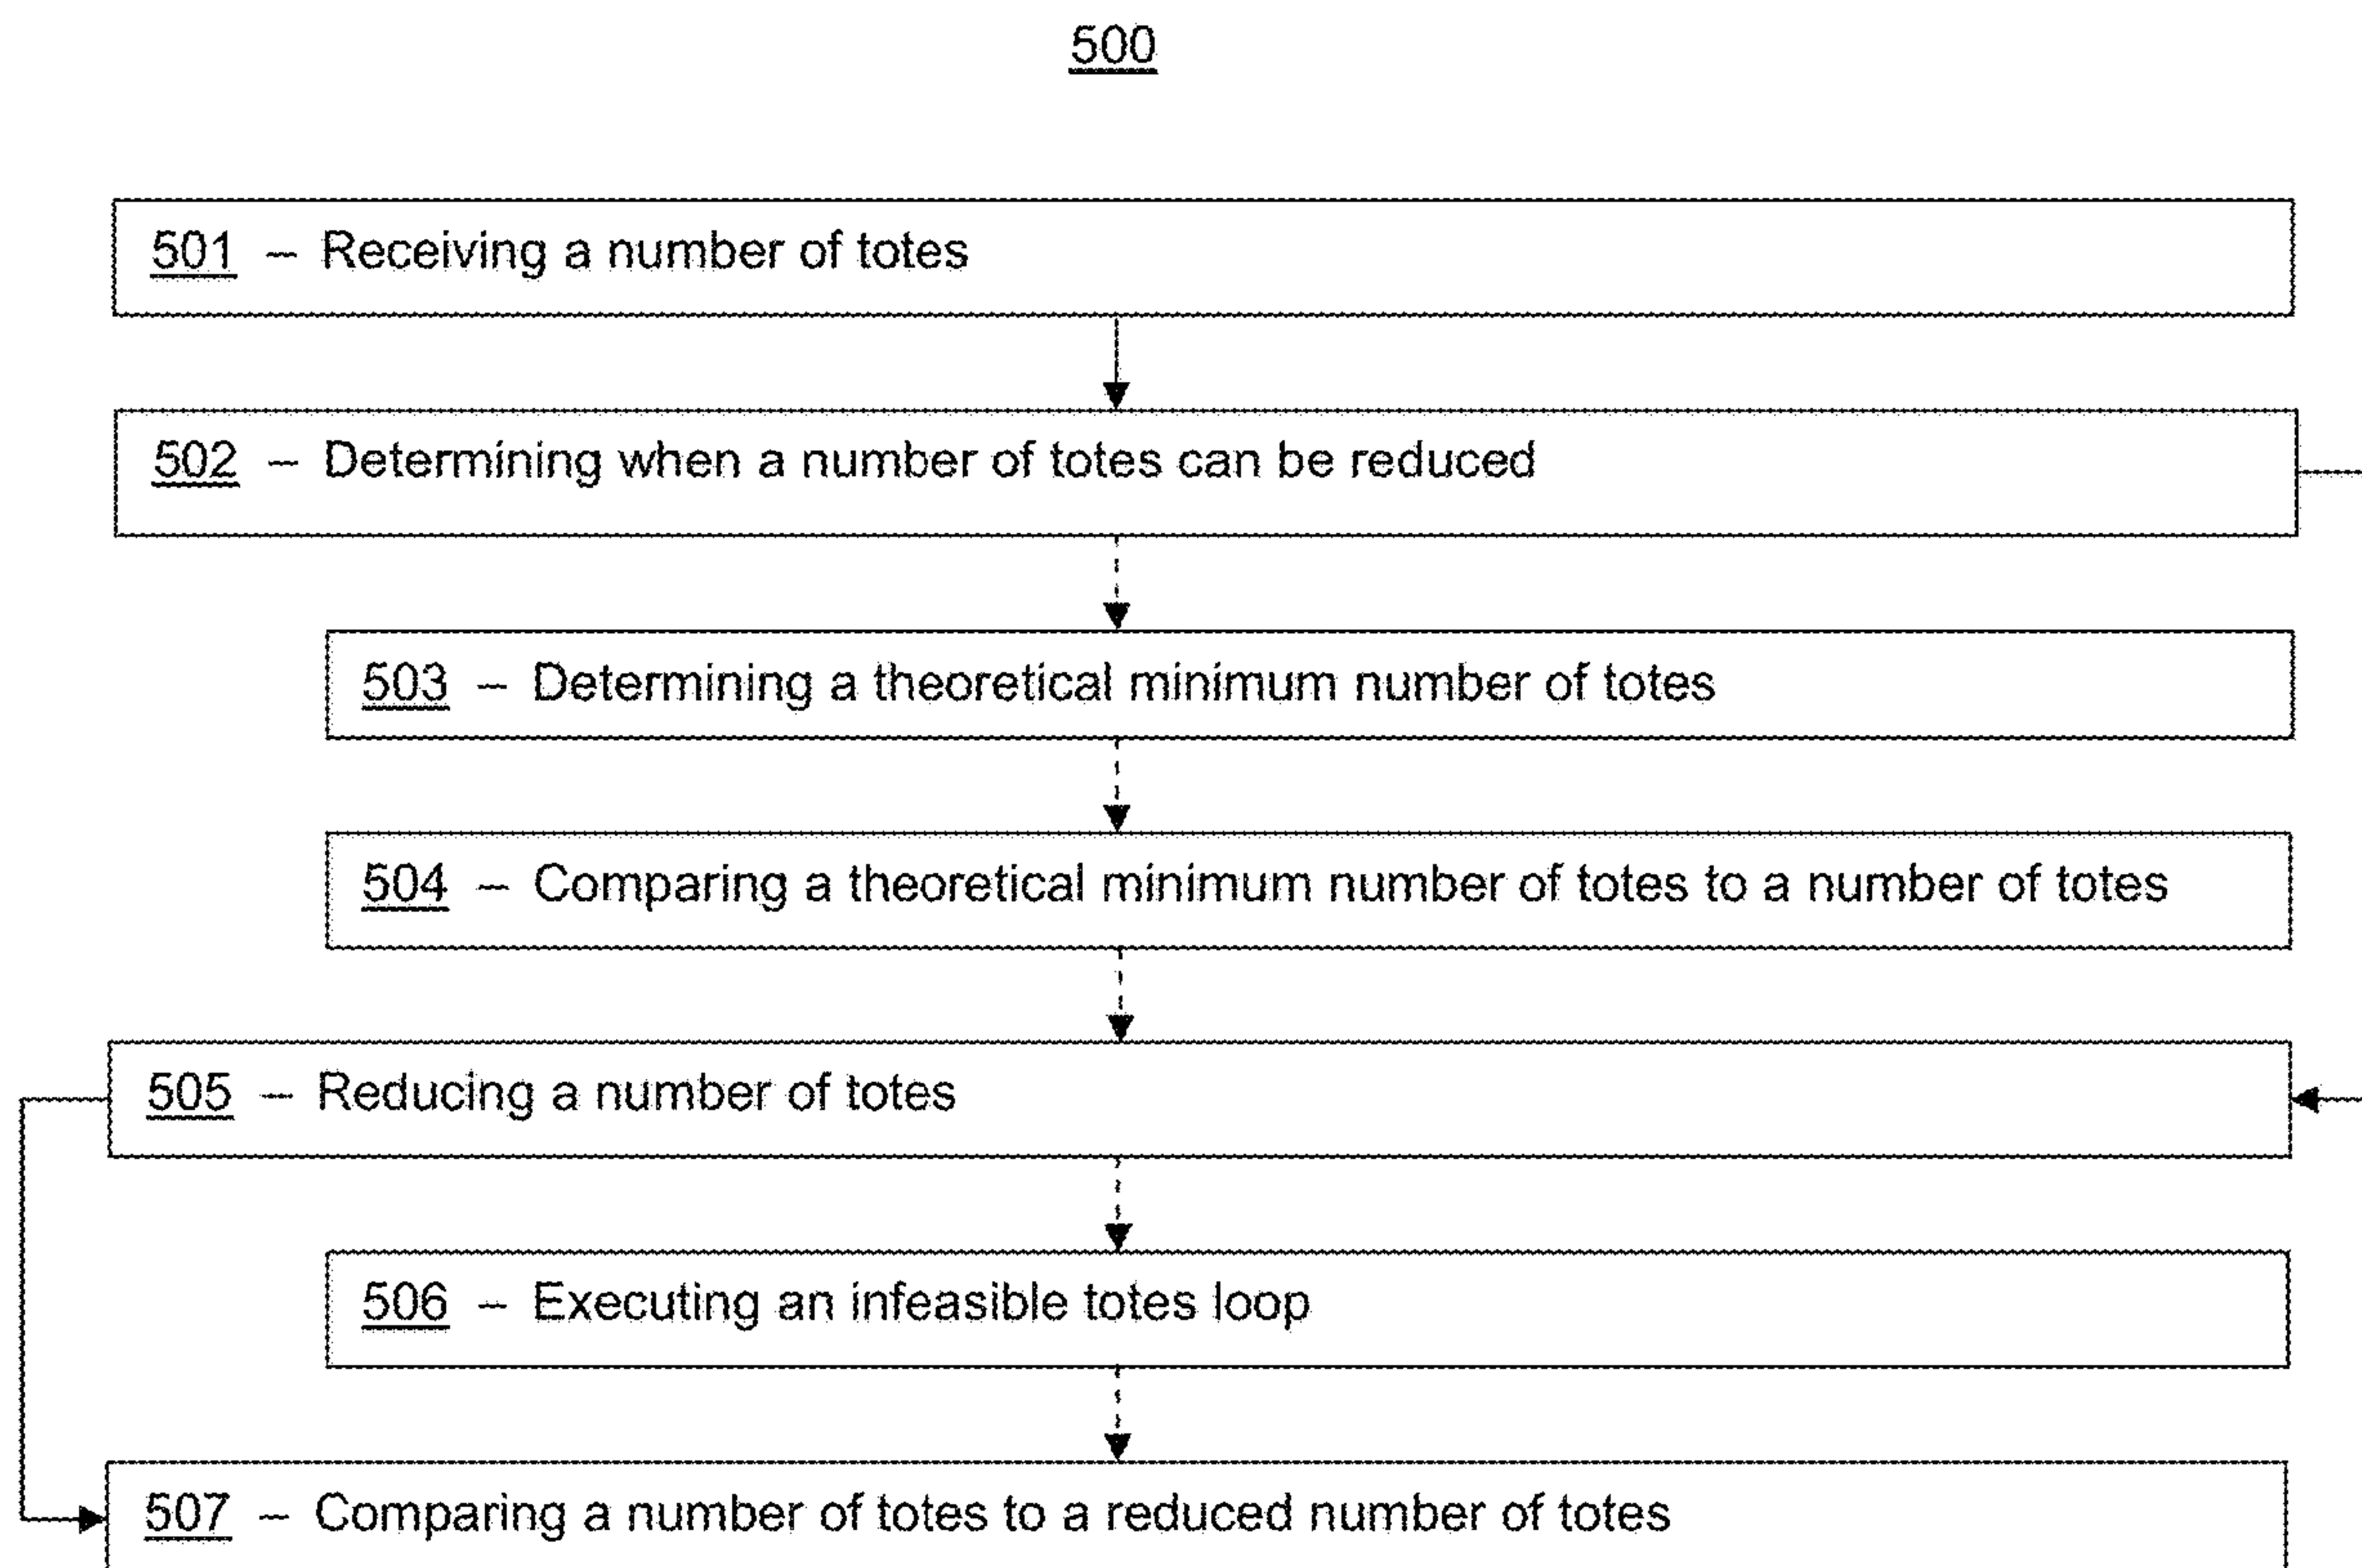 500
501 – Receiving a number of totes
502 – Determining when a number of totes can be reduced
503 – Determining a theoretical minimum number of totes
504 – Comparing a theoretical minimum number of totes to a number of totes
505 – Reducing a number of totes
506 – Executing an infeasible totes loop
507 – Comparing a number of totes to a reduced number of totes